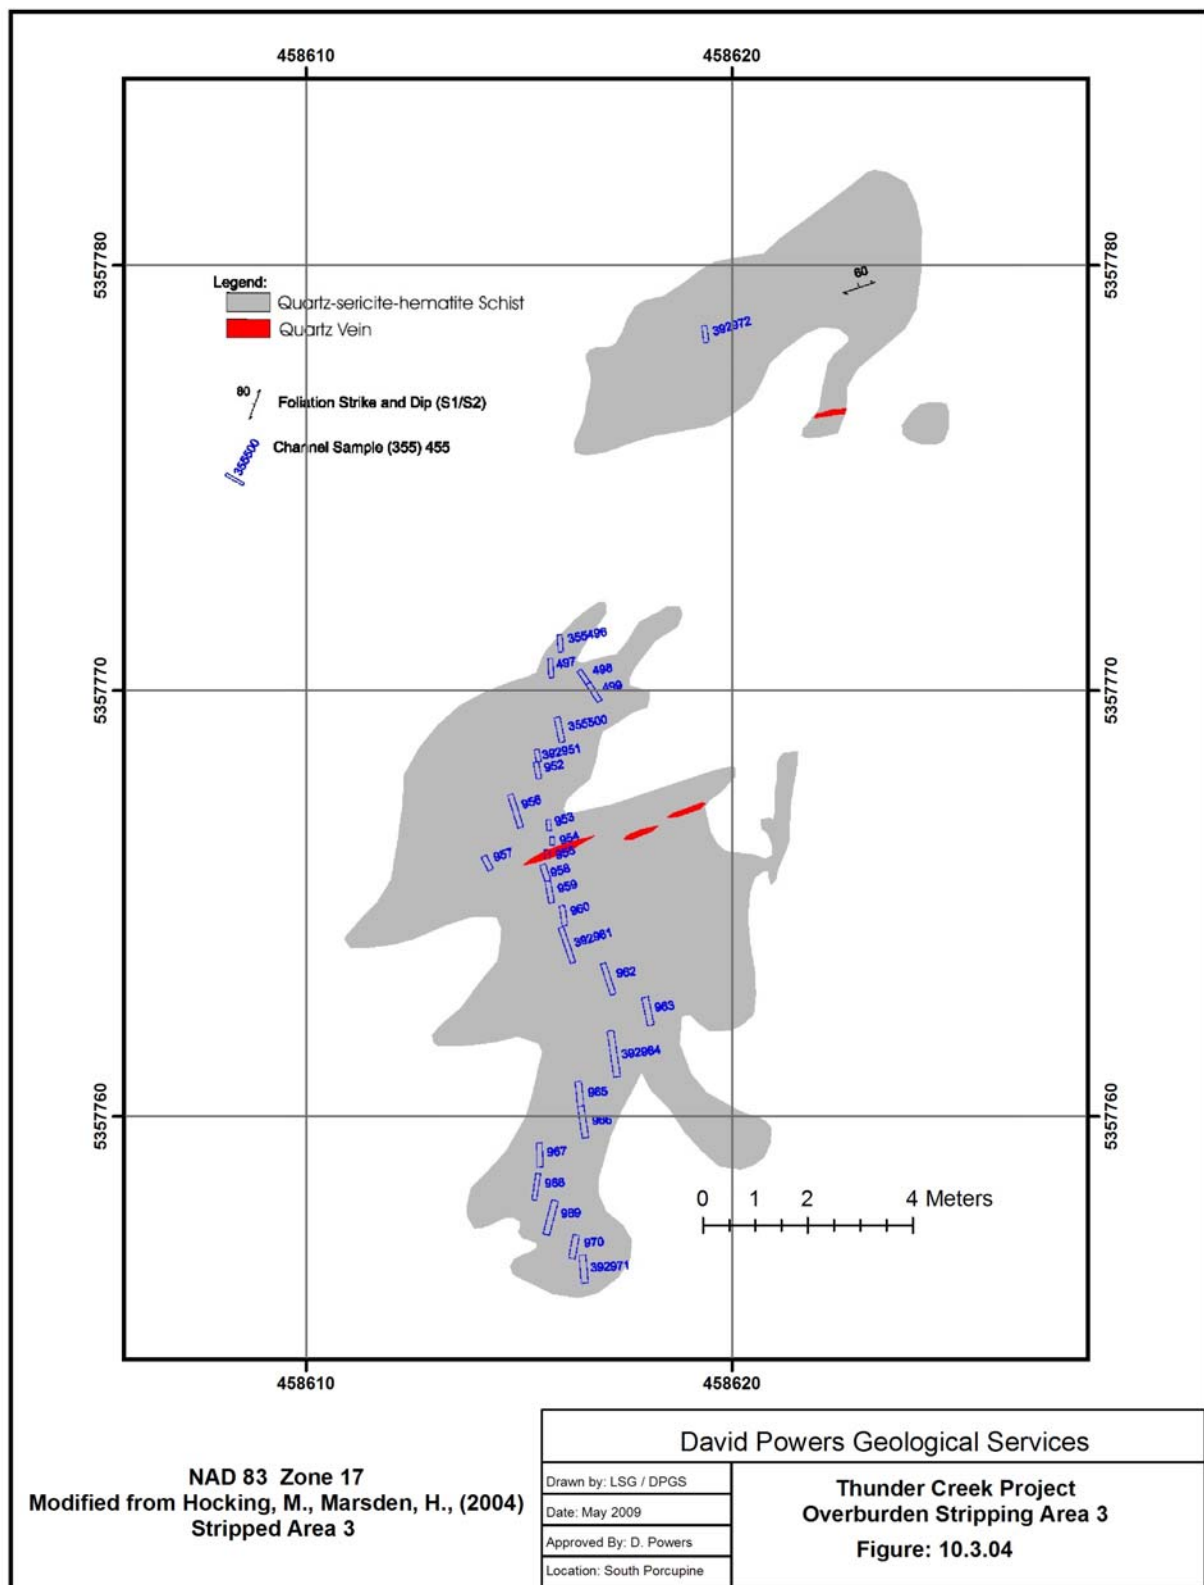 458610
458620
5357780
5357780
Legend:
Quartz-sericite-hematite Schist
Quartz Vein
80
Foliation Strike and Dip (S1/S2)
355500
Channel Sample (355) 455
60
392972
355496
497
498
499
5357770
5357770
355500
392951
952
956
953
954
955
957
958
959
960
392961
962
963
392964
965
966
5357760
5357760
967
968
989
970
392971
0 1 2 4 Meters
458610
458620
NAD 83 Zone 17
Modified from Hocking, M., Marsden, H., (2004)
Stripped Area 3
David Powers Geological Services
Drawn by: LSG / DPGS
Date: May 2009
Approved By: D. Powers
Location: South Porcupine
Thunder Creek Project
Overburden Stripping Area 3
Figure: 10.3.04